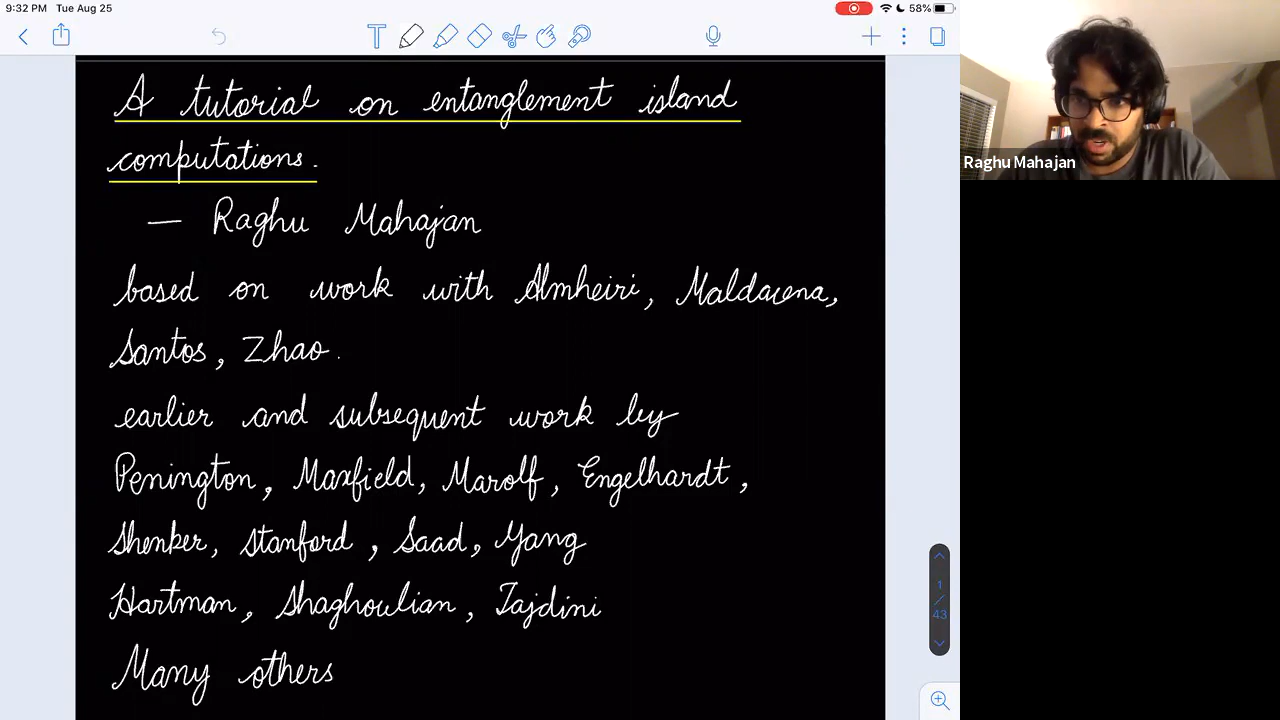 9:32 PM Tue Aug 25
58%
A tutorial on entanglement island
computations.
— Raghu Mahajan
based on work with Almheiri, Maldacena,
Santos, Zhao.
earlier and subsequent work by
Penington, Maxfield, Marolf, Engelhardt,
Shenker, Stanford, Saad, Yang
Hartman, Shaghoulian, Tajdini
Many others
1
/
43
Raghu Mahajan